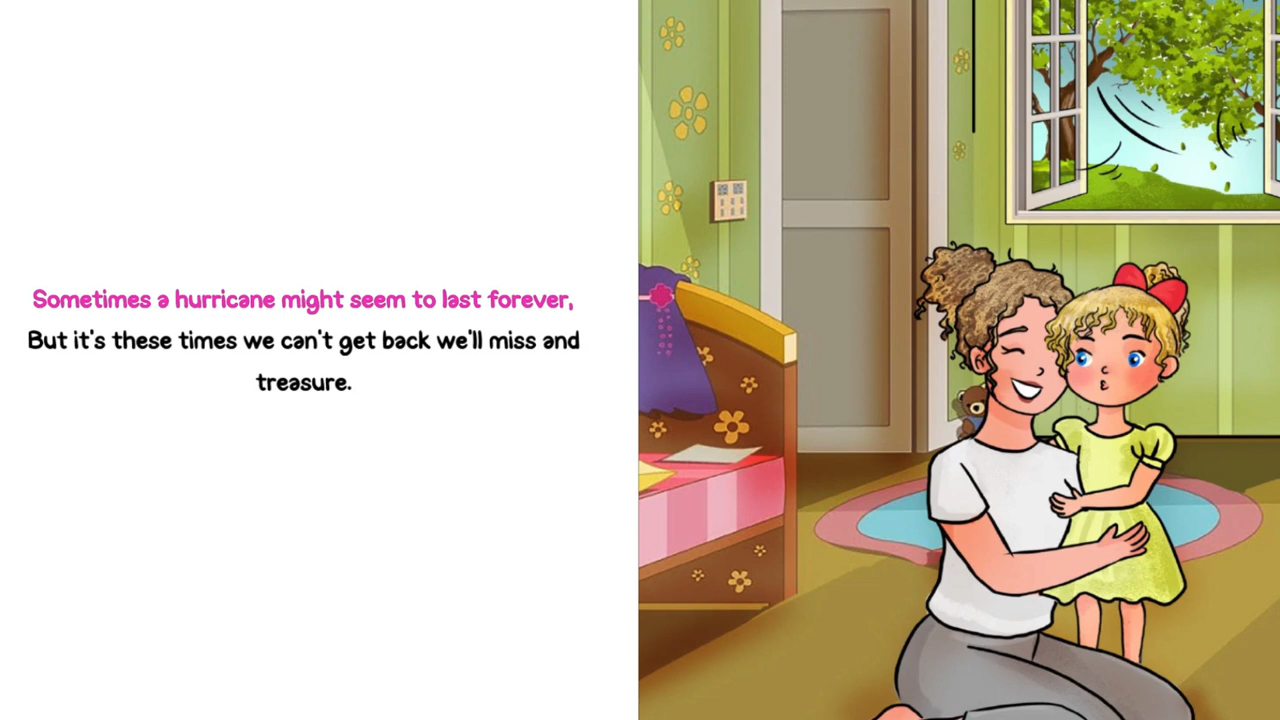 Sometimes a hurricane might seem to last forever,
But it's these times we can't get back we'll miss and
treasure.